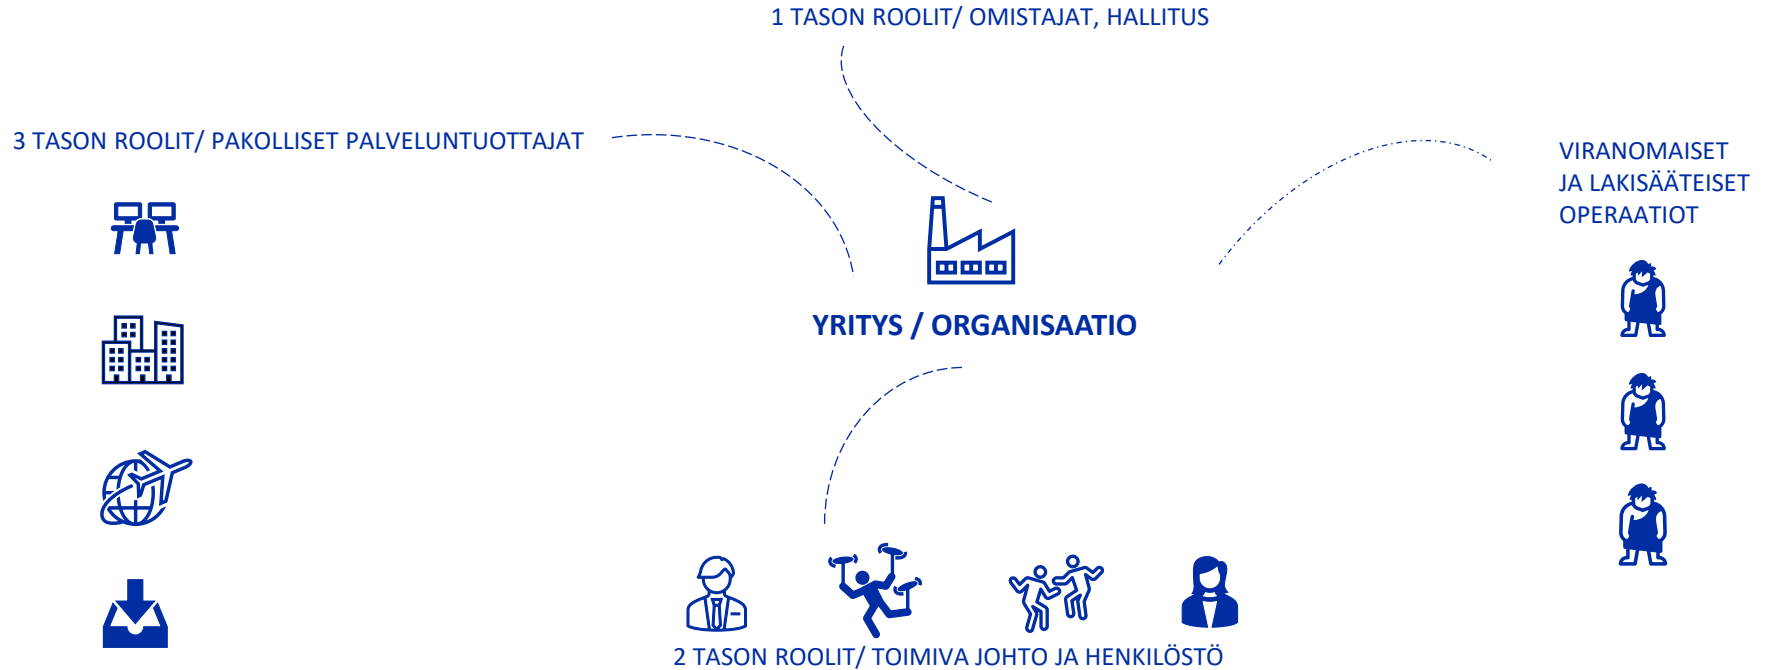 1 TASON ROOLIT/ OMISTAJAT, HALLITUS
3 TASON ROOLIT/ PAKOLLISET PALVELUNTUOTTAJAT
VIRANOMAISET
JA LAKISÄÄTEISET
OPERAATIOT
YRITYS / ORGANISAATIO
2 TASON ROOLIT/ TOIMIVA JOHTO JA HENKILÖSTÖ